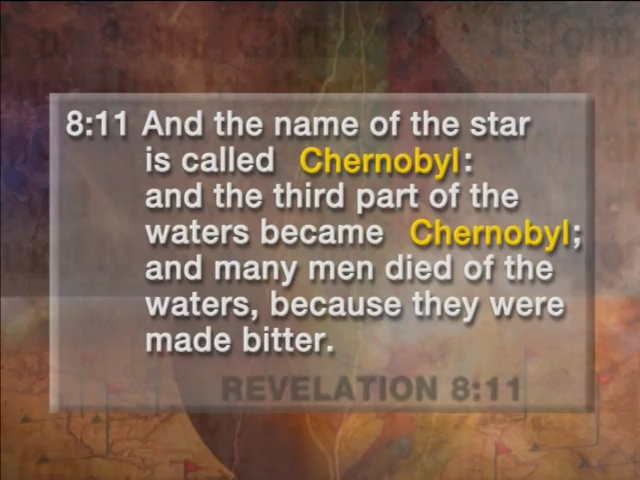 8:11 And the name of the star
is called Chernobyl:
and the third part of the
waters became Chernobyl;
and many men died of the
waters, because they were
made bitter.
REVELATION 8:11